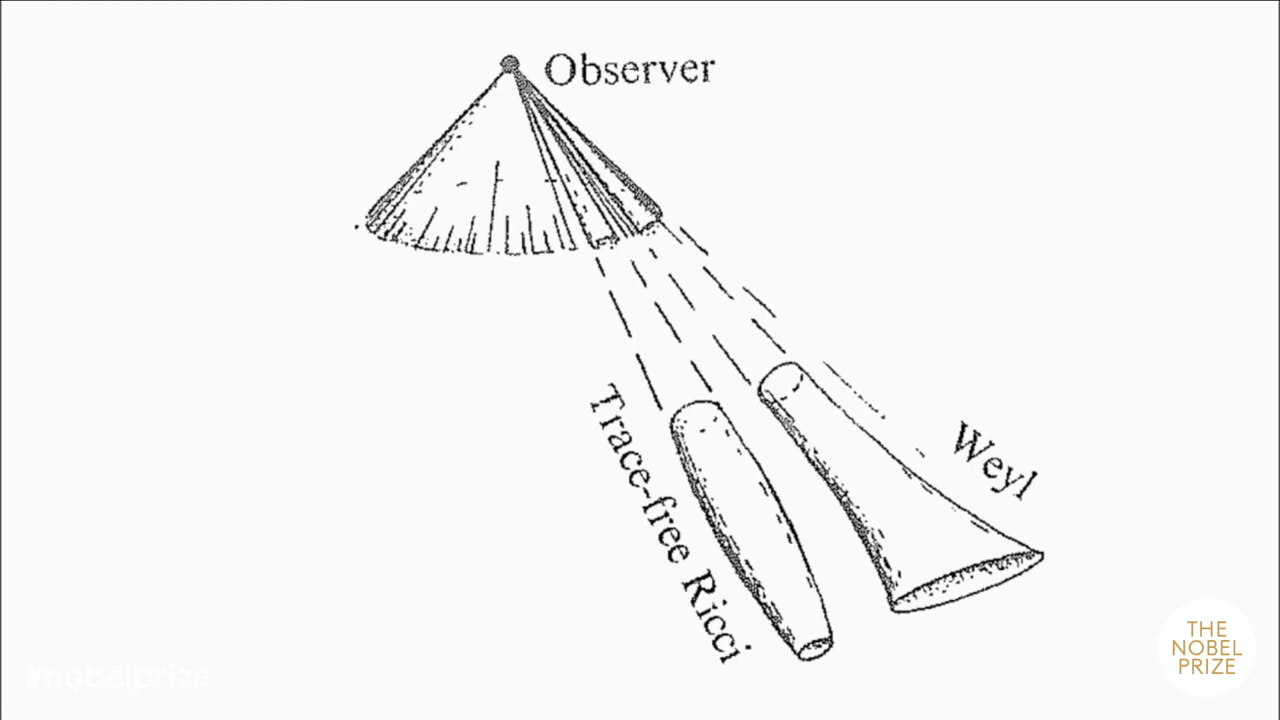 Observer
Trace-free Ricci
Weyl
THE
NOBEL
PRIZE
#nobelprize